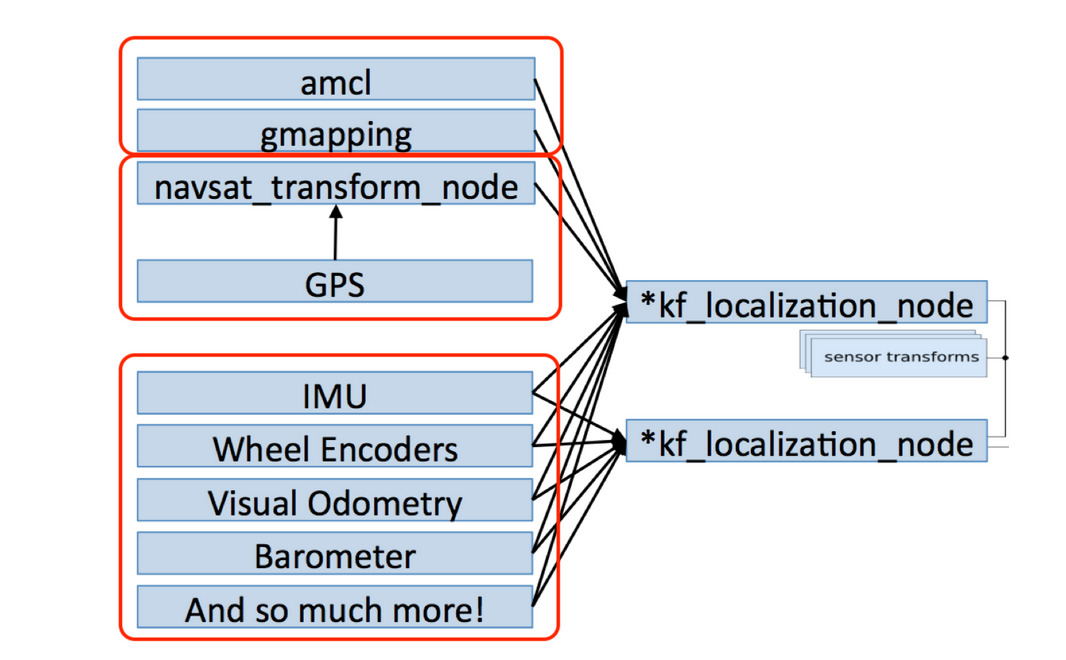 amcl
gmapping
navsat_transform_node
GPS
*kf_localization_node
sensor transforms
IMU
*kf_localization_node
Wheel Encoders
Visual Odometry
Barometer
And so much more!